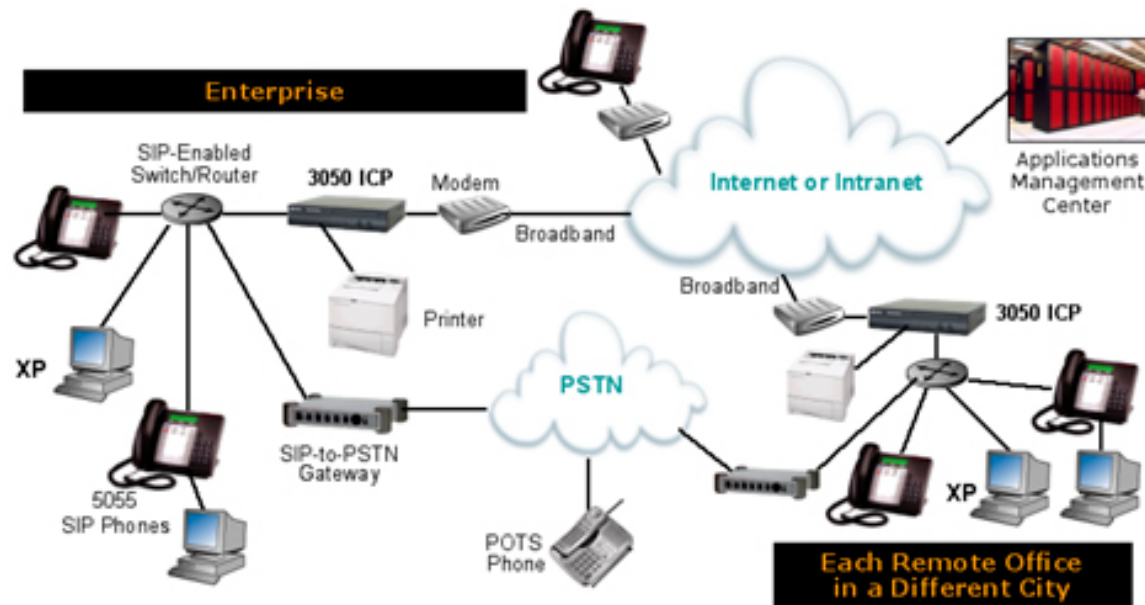 Enterprise
SIP-Enabled
Switch/Router
3050 ICP
Modem
Broadband
Internet or Intranet
Applications
Management
Center
Printer
XP
Broadband
3050 ICP
PSTN
SIP-to-PSTN
Gateway
5055
SIP Phones
POTS
Phone
XP
Each Remote Office
in a Different City